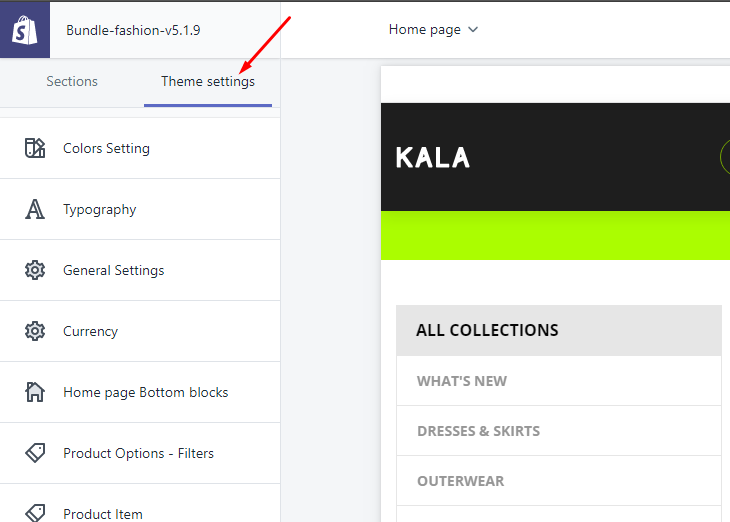 Bundle-fashion-v5.1.9
Home page
Sections
Theme settings
Colors Setting
Typography
General Settings
Currency
Home page Bottom blocks
Product Options - Filters
Product Item
KALA
ALL COLLECTIONS
WHAT'S NEW
DRESSES & SKIRTS
OUTERWEAR